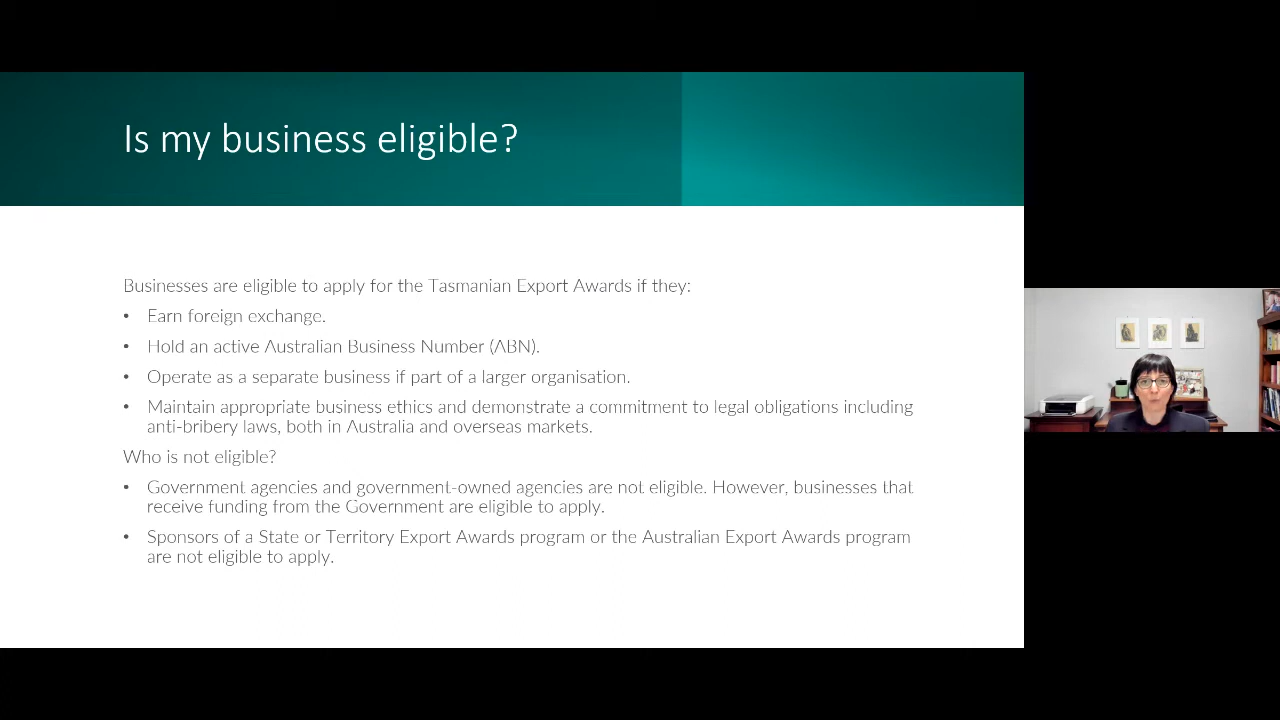 Is my business eligible?
Businesses are eligible to apply for the Tasmanian Export Awards if they:
• Earn foreign exchange.
• Hold an active Australian Business Number (ABN).
• Operate as a separate business if part of a larger organisation.
• Maintain appropriate business ethics and demonstrate a commitment to legal obligations including
anti-bribery laws, both in Australia and overseas markets.
Who is not eligible?
• Government agencies and government-owned agencies are not eligible. However, businesses that
receive funding from the Government are eligible to apply.
• Sponsors of a State or Territory Export Awards program or the Australian Export Awards program
are not eligible to apply.